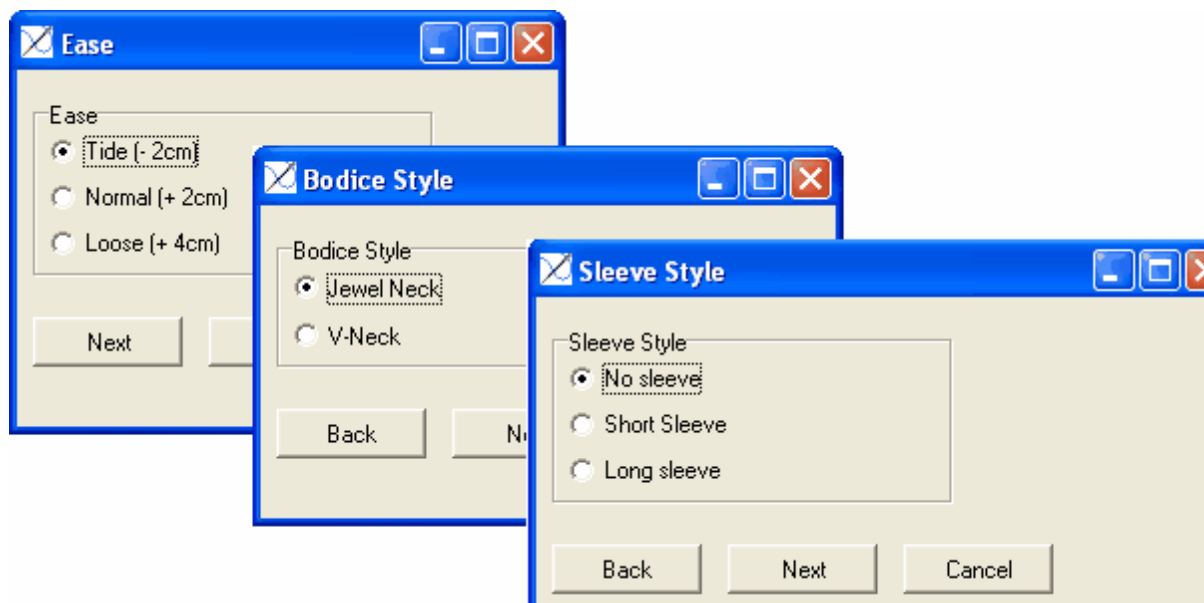 Ease
Ease
Tide (- 2cm)
Normal (+ 2cm)
Loose (+ 4cm)
Next
Bodice Style
Bodice Style
Jewel Neck
V-Neck
Back
Sleeve Style
Sleeve Style
No sleeve
Short Sleeve
Long sleeve
Back
Next
Cancel